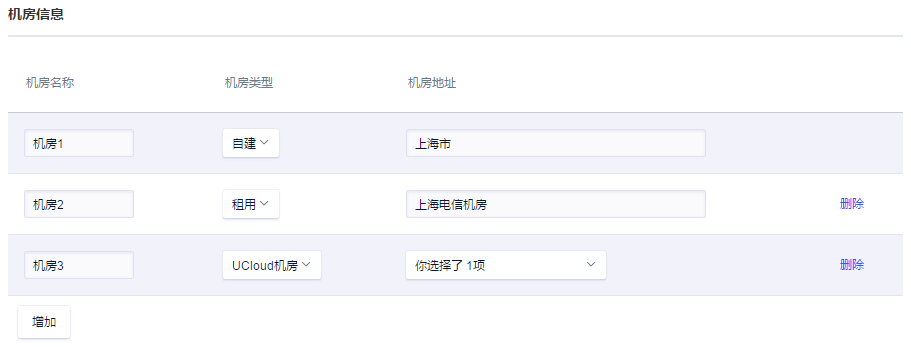 机房信息
机房名称 机房类型 机房地址
机房1 自建 上海市
机房2 租用 上海电信机房 删除
机房3 UCloud机房 你选择了 1项 删除
增加